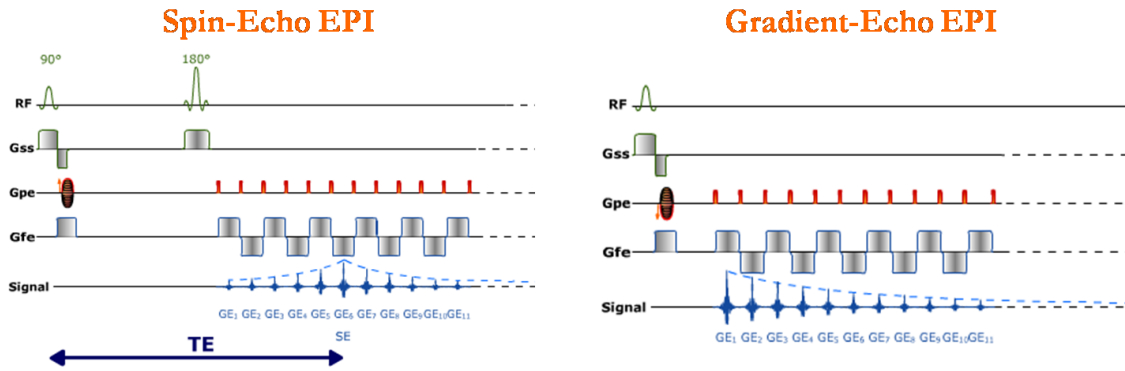 Spin-Echo EPI
90° 180°
RF
Gss
Gpe
Gfe
Signal
GE1 GE2 GE3 GE4 GE5 GE6 GE7 GE8 GE9 GE10 GE11
SE
TE
Gradient-Echo EPI
RF
Gss
Gpe
Gfe
Signal
GE1 GE2 GE3 GE4 GE5 GE6 GE7 GE8 GE9 GE10 GE11